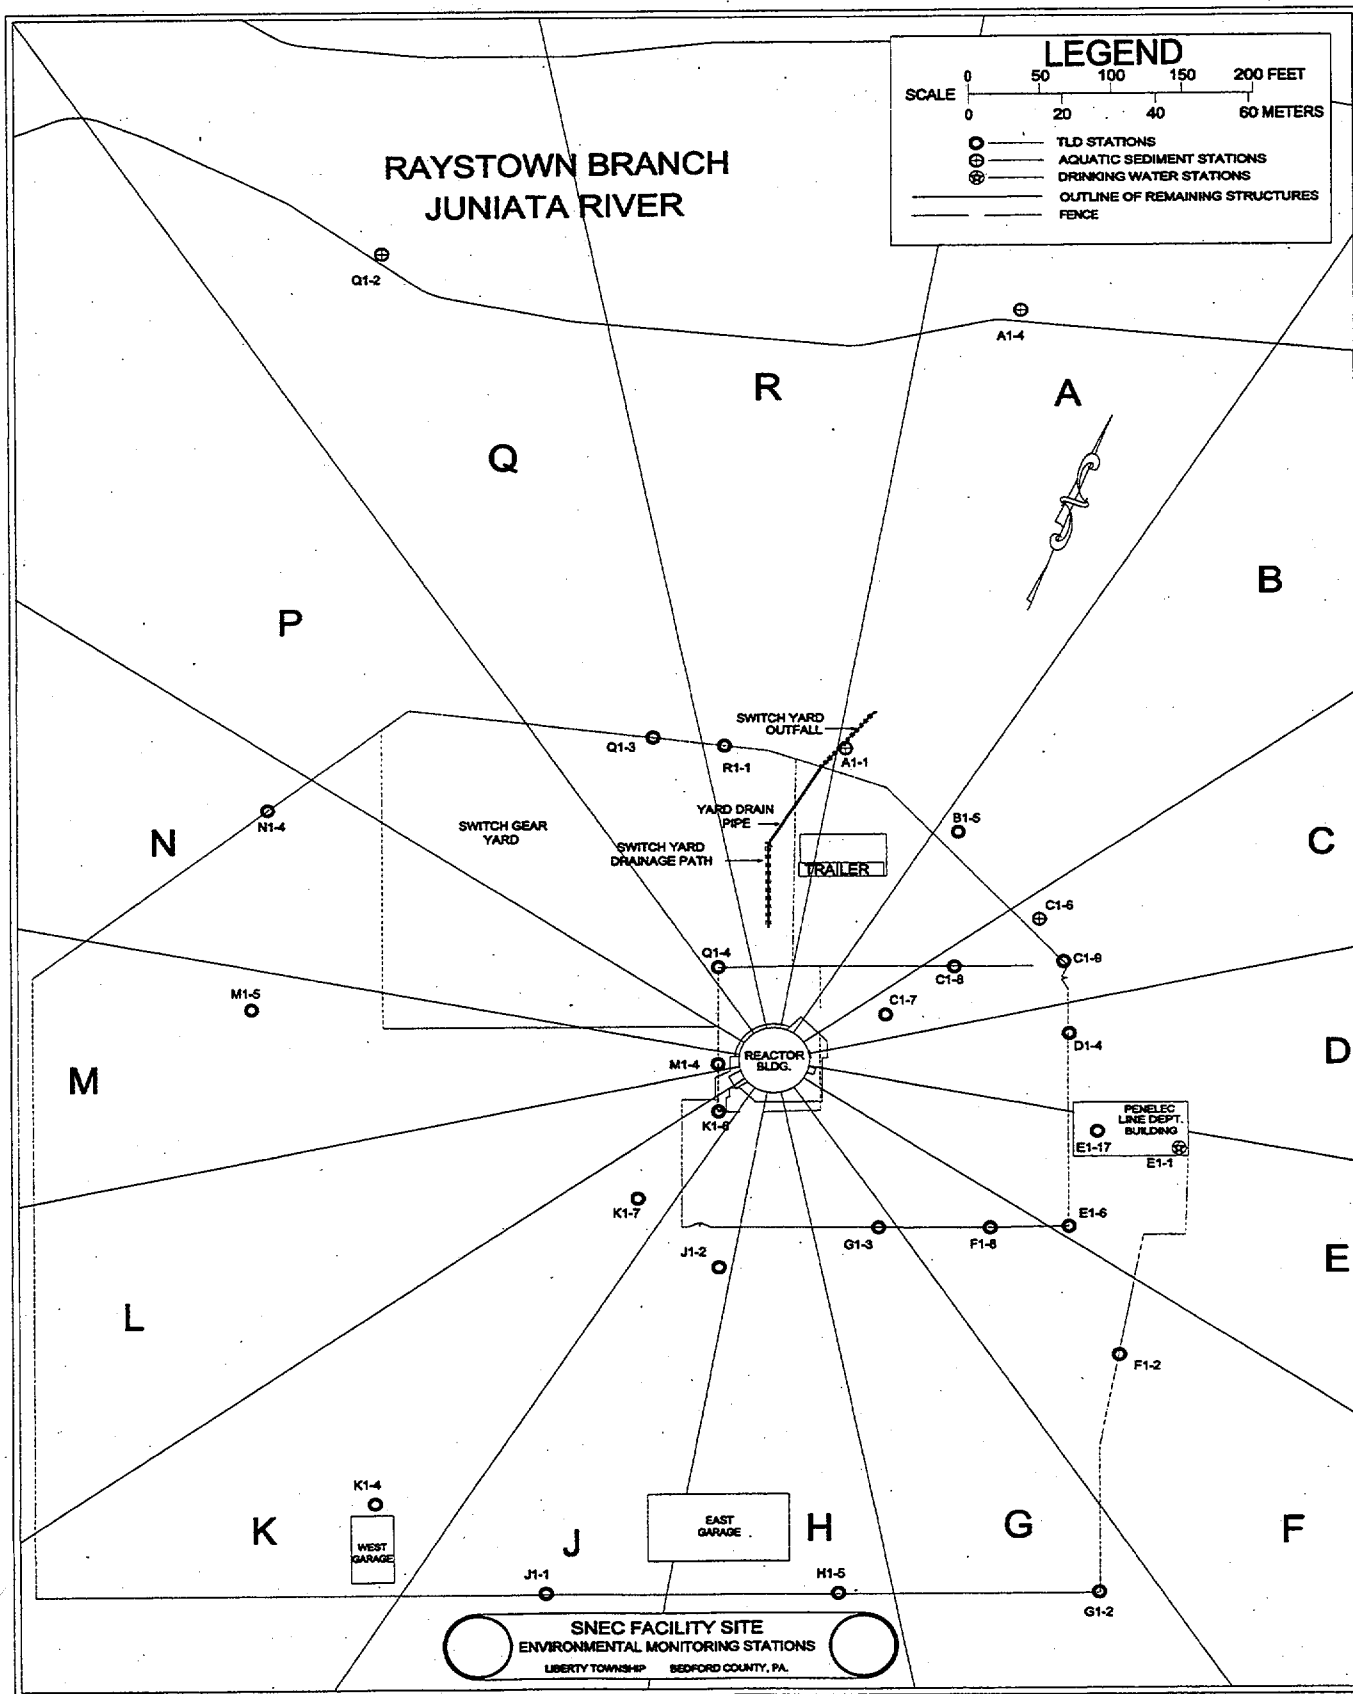 LEGEND
0 50 100 150 200 FEET
SCALE
0 20 40 60 METERS
TLD STATIONS
AQUATIC SEDIMENT STATIONS
DRINKING WATER STATIONS
OUTLINE OF REMAINING STRUCTURES
FENCE
RAYSTOWN BRANCH
JUNIATA RIVER
Q1-2
A1-4
R
A
Q
B
P
SWITCH YARD
OUTFALL
Q1-3
R1-1
A1-1
N1-4
YARD DRAIN
PIPE
B1-5
SWITCH GEAR
YARD
N
C
SWITCH YARD
DRAINAGE PATH
TRAILER
C1-6
Q1-4
C1-9
C1-8
M1-5
C1-7
D1-4
REACTOR
BLDG.
M1-4
D
M
PENELEC
LINE DEPT.
BUILDING
K1-6
E1-17
E1-1
K1-7
E1-6
G1-3
F1-6
J1-2
E
L
F1-2
K1-4
K
J
EAST
GARAGE
H
G
F
WEST
GARAGE
J1-1
H1-5
G1-2
SNEC FACILITY SITE
ENVIRONMENTAL MONITORING STATIONS
LIBERTY TOWNSHIP BEDFORD COUNTY, PA.